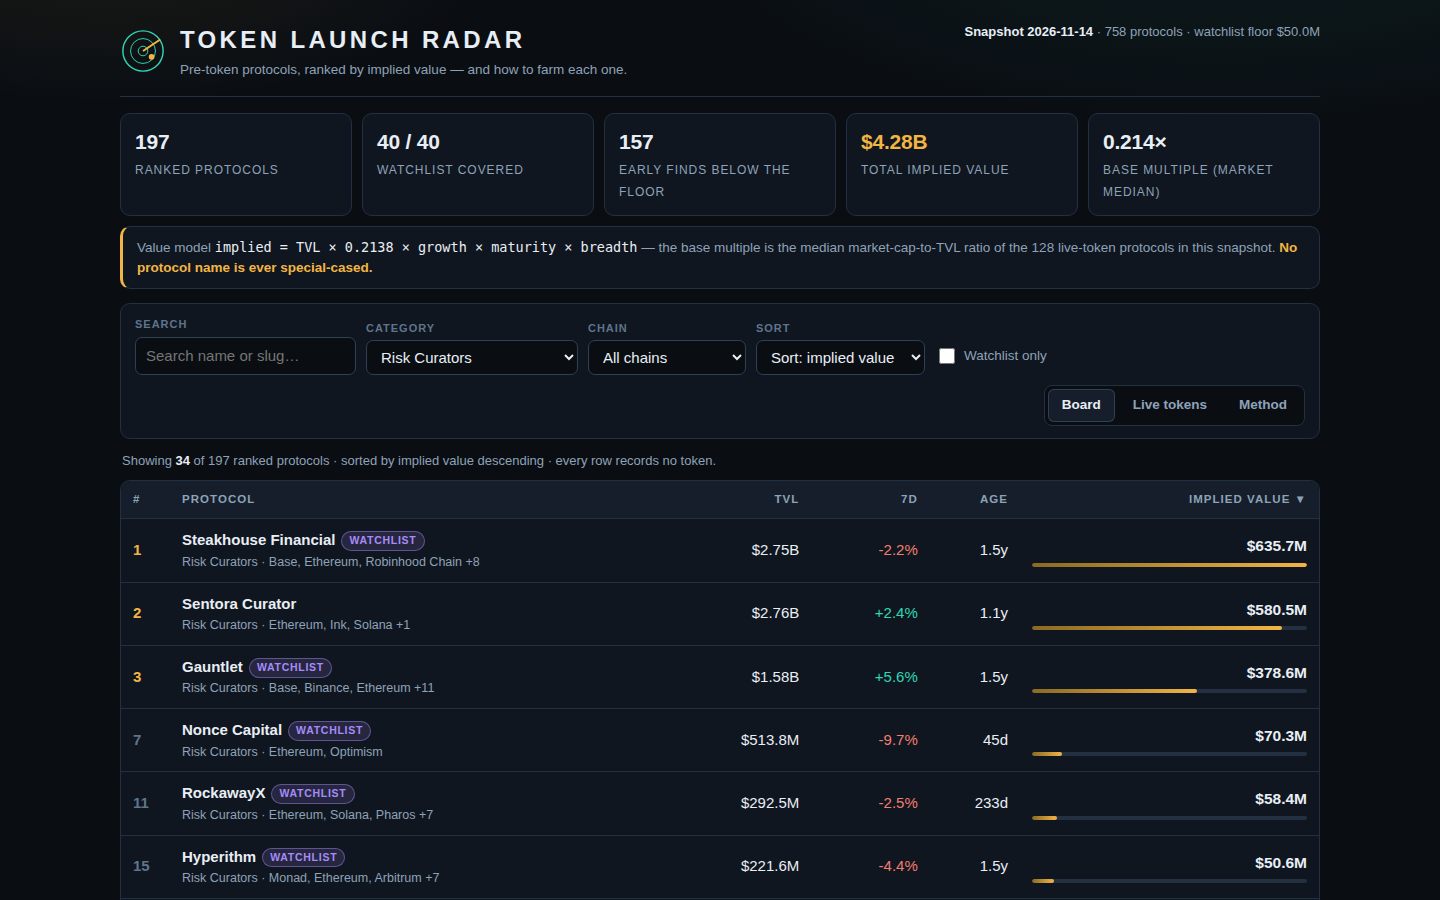 TOKEN LAUNCH RADAR
Pre-token protocols, ranked by implied value — and how to farm each one.
Snapshot 2026-11-14 · 758 protocols · watchlist floor $50.0M
197
RANKED PROTOCOLS
40 / 40
WATCHLIST COVERED
157
EARLY FINDS BELOW THE
FLOOR
$4.28B
TOTAL IMPLIED VALUE
0.214×
BASE MULTIPLE (MARKET
MEDIAN)
Value model implied = TVL × 0.2138 × growth × maturity × breadth — the base multiple is the median market-cap-to-TVL ratio of the 128 live-token protocols in this snapshot. No
protocol name is ever special-cased.
SEARCH
Search name or slug…
CATEGORY
Risk Curators
CHAIN
All chains
SORT
Sort: implied value
Watchlist only
Board Live tokens Method
Showing 34 of 197 ranked protocols · sorted by implied value descending · every row records no token.
# PROTOCOL TVL 7D AGE IMPLIED VALUE ▼
1 Steakhouse Financial WATCHLIST $2.75B -2.2% 1.5y $635.7M
Risk Curators · Base, Ethereum, Robinhood Chain +8
2 Sentora Curator $2.76B +2.4% 1.1y $580.5M
Risk Curators · Ethereum, Ink, Solana +1
3 Gauntlet WATCHLIST $1.58B +5.6% 1.5y $378.6M
Risk Curators · Base, Binance, Ethereum +11
7 Nonce Capital WATCHLIST $513.8M -9.7% 45d $70.3M
Risk Curators · Ethereum, Optimism
11 RockawayX WATCHLIST $292.5M -2.5% 233d $58.4M
Risk Curators · Ethereum, Solana, Pharos +7
15 Hyperithm WATCHLIST $221.6M -4.4% 1.5y $50.6M
Risk Curators · Monad, Ethereum, Arbitrum +7